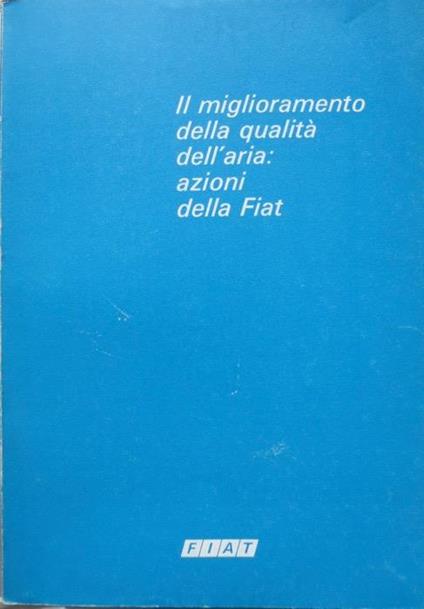 Il miglioramento
della qualità
dell'aria:
azioni
della Fiat
FIAT